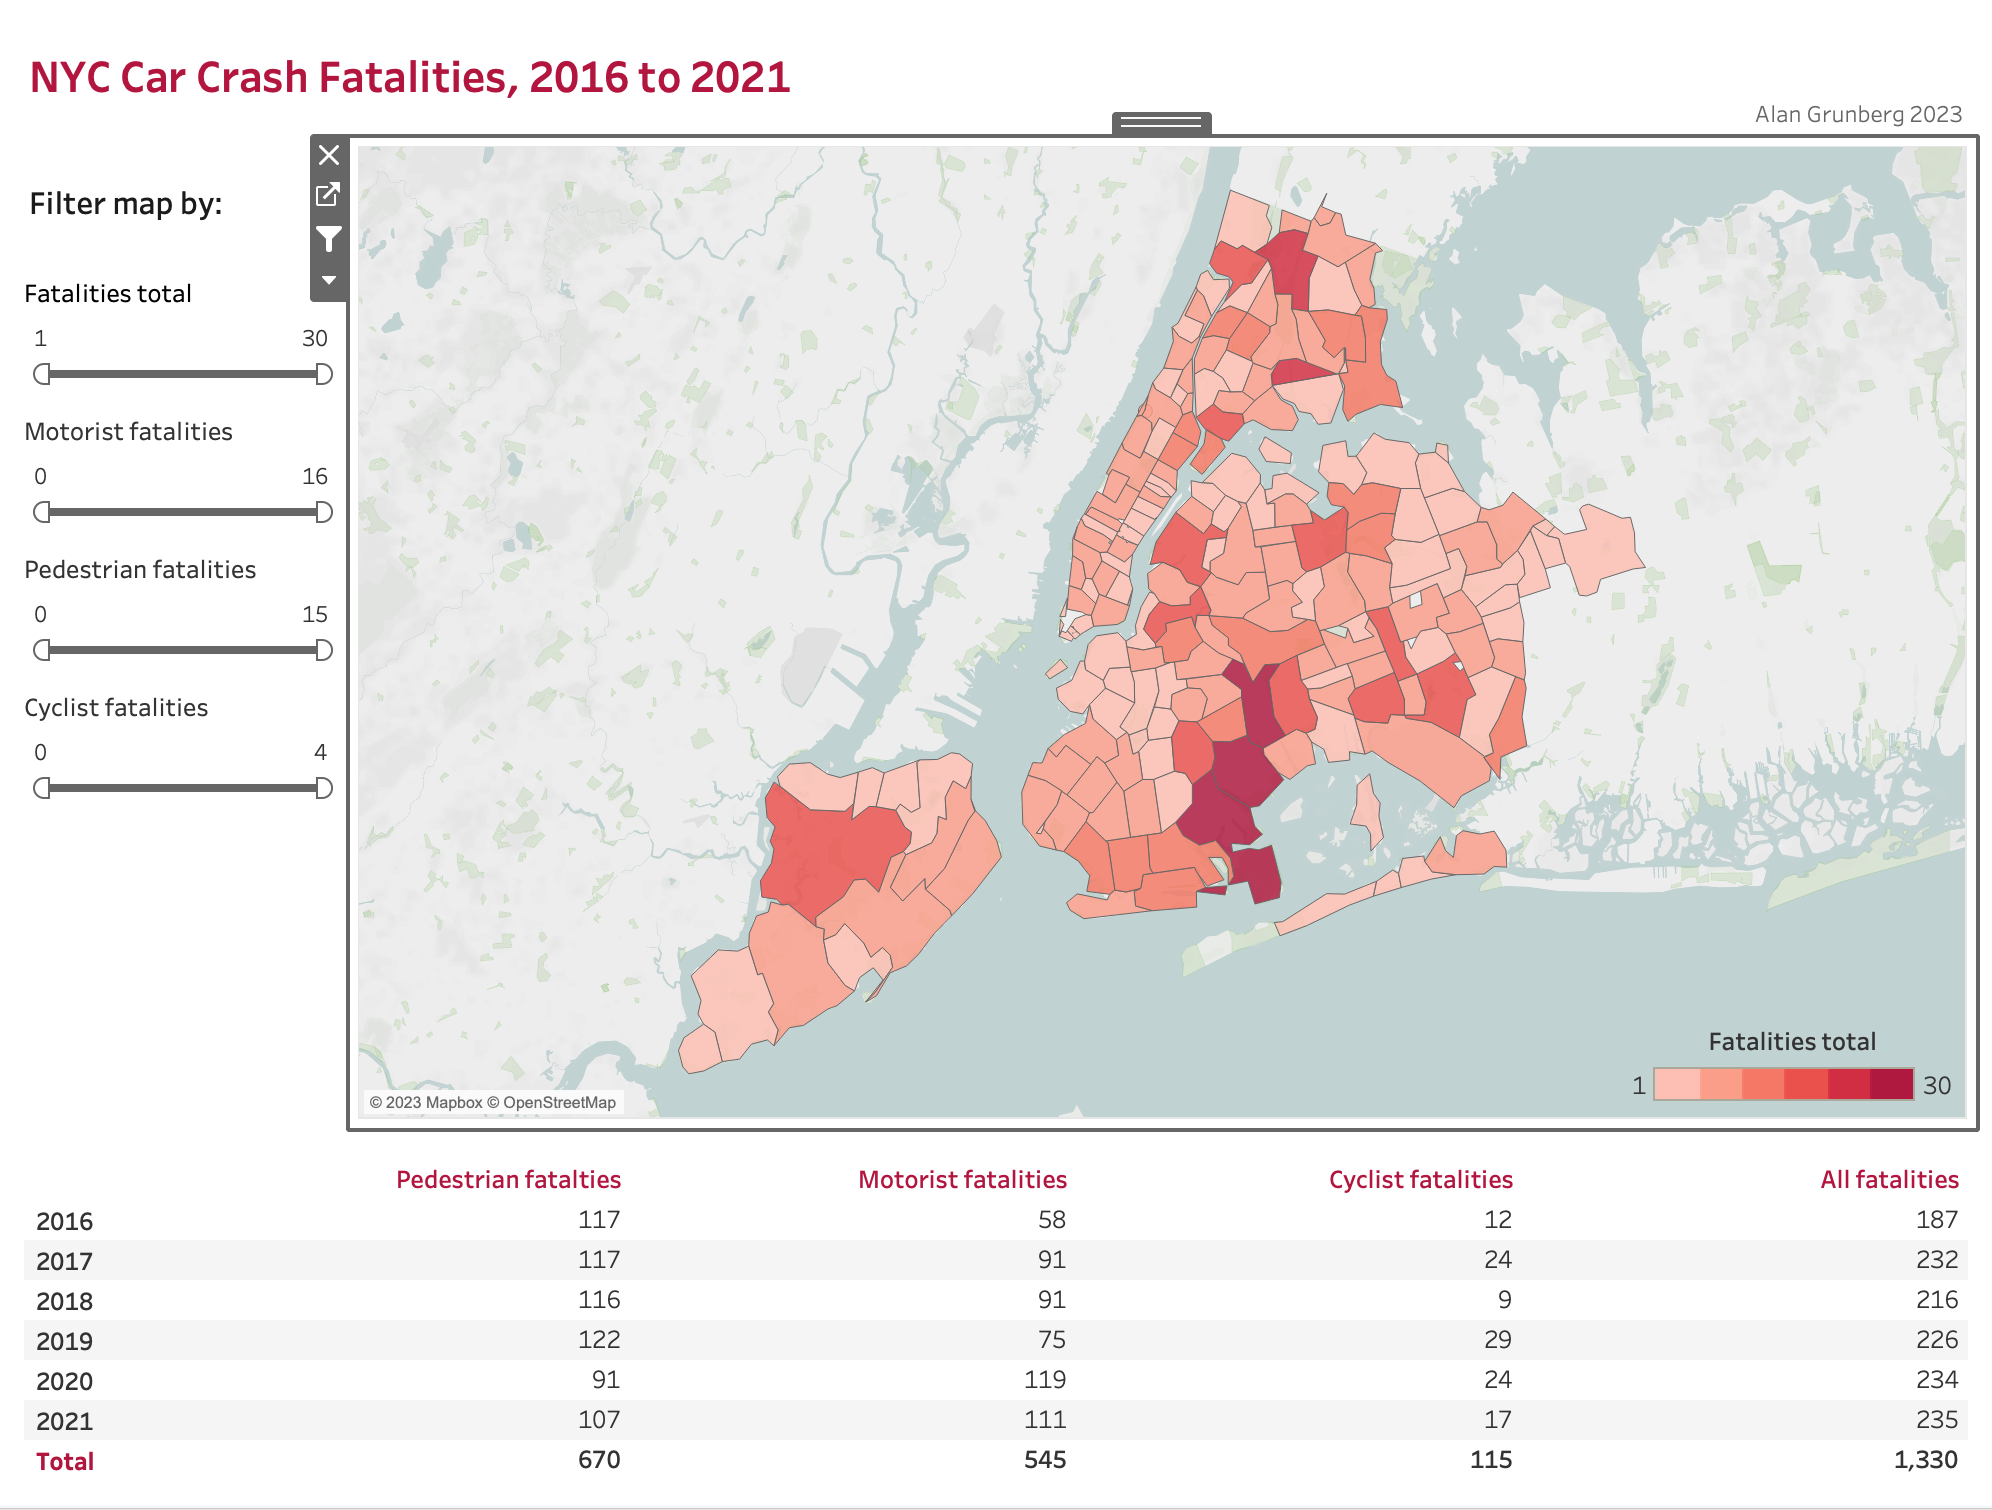 NYC Car Crash Fatalities, 2016 to 2021
Alan Grunberg 2023
Filter map by:
Fatalities total
1 30
Motorist fatalities
0 16
Pedestrian fatalities
0 15
Cyclist fatalities
0 4
Fatalities total
1 30
© 2023 Mapbox © OpenStreetMap
Pedestrian fatalties Motorist fatalities Cyclist fatalities All fatalities
2016 117 58 12 187
2017 117 91 24 232
2018 116 91 9 216
2019 122 75 29 226
2020 91 119 24 234
2021 107 111 17 235
Total 670 545 115 1,330